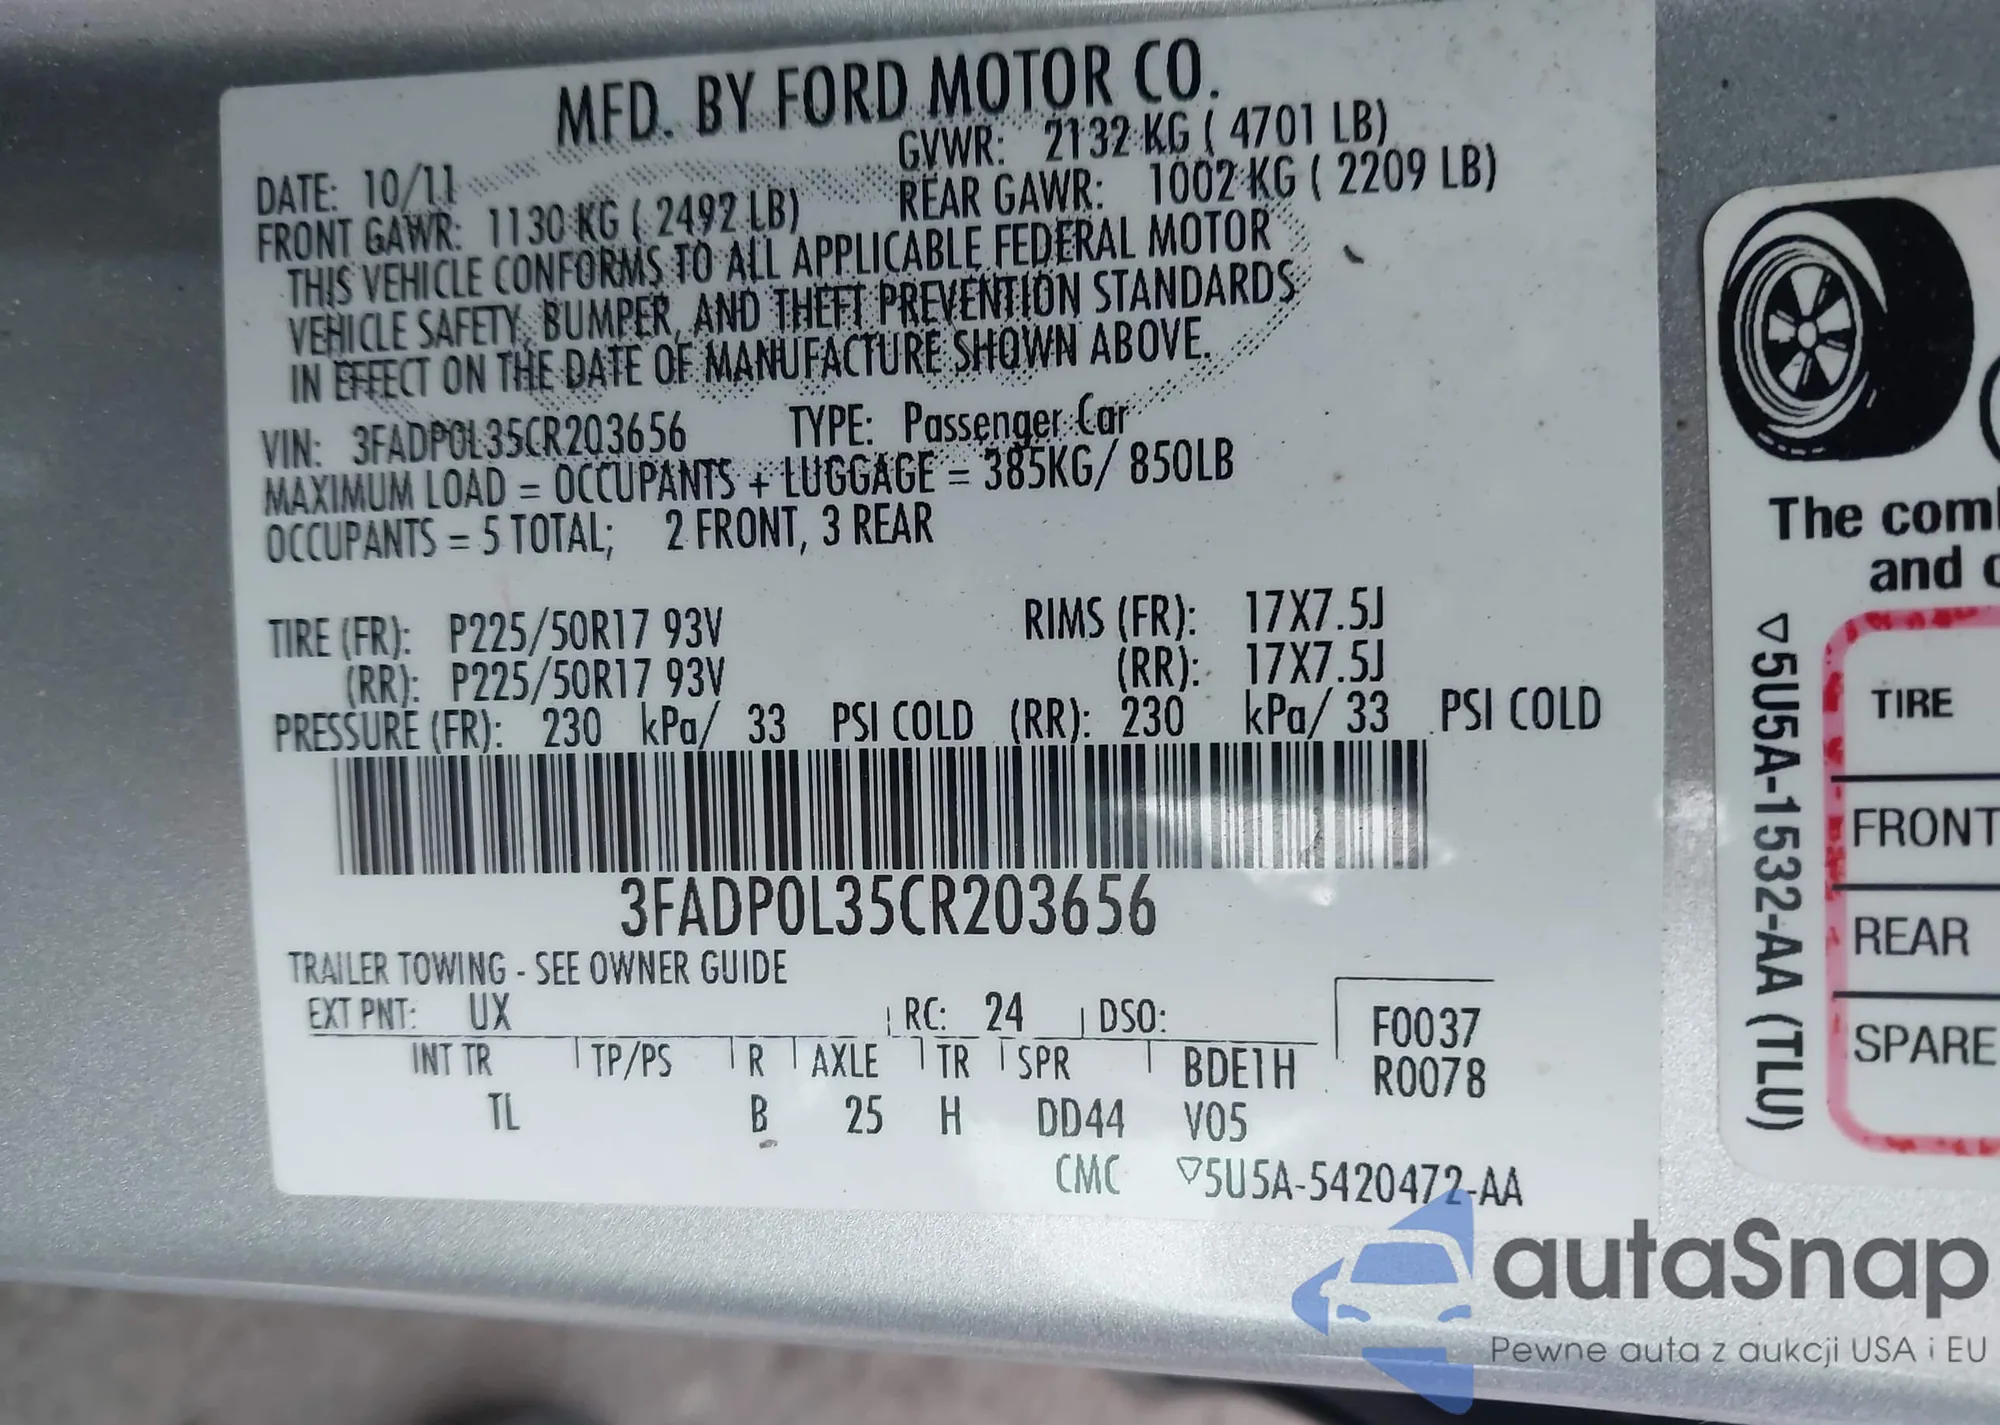 MFD. BY FORD MOTOR CO.
DATE: 10/11 GVWR: 2132 KG ( 4701 LB)
FRONT GAWR: 1130 KG ( 2492 LB) REAR GAWR: 1002 KG ( 2209 LB)
THIS VEHICLE CONFORMS TO ALL APPLICABLE FEDERAL MOTOR
VEHICLE SAFETY, BUMPER, AND THEFT PREVENTION STANDARDS
IN EFFECT ON THE DATE OF MANUFACTURE SHOWN ABOVE.
VIN: 3FADP0L35CR203656 TYPE: Passenger Car
MAXIMUM LOAD = OCCUPANTS + LUGGAGE = 385KG/ 850LB
OCCUPANTS = 5 TOTAL; 2 FRONT, 3 REAR
TIRE (FR): P225/50R17 93V RIMS (FR): 17X7.5J
(RR): P225/50R17 93V (RR): 17X7.5J
PRESSURE (FR): 230 kPa/ 33 PSI COLD (RR): 230 kPa/ 33 PSI COLD
3FADP0L35CR203656
TRAILER TOWING - SEE OWNER GUIDE
EXT PNT: UX RC: 24 DSO: F0037
INT TR TP/PS R AXLE TR SPR BDE1H R0078
TL B 25 H DD44 V05
CMC ▽5U5A-5420472-AA
The
and
▽5U5A-1532-AA (TLU)
TIRE
FRONT
REAR
SPARE
autaSnap
Pewne auta z aukcji USA i EU